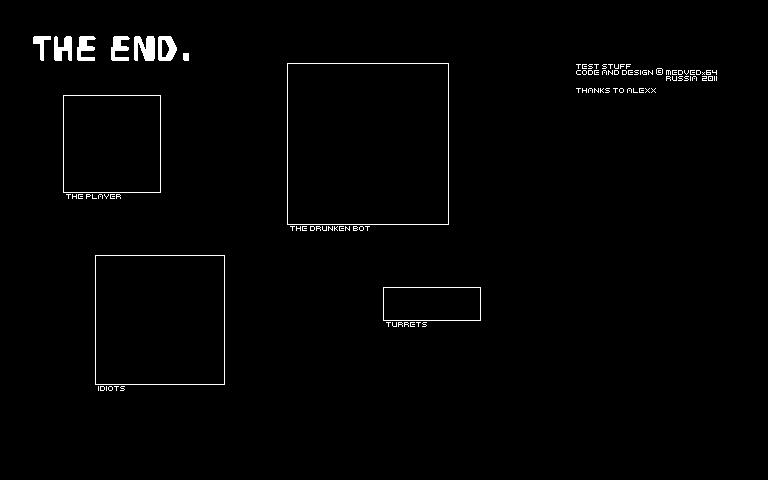 THE END.
TEST STUFF
CODE AND DESIGN © MEDVEDx64
RUSSIA 2011
THANKS TO ALEXX
THE PLAYER
THE DRUNKEN BOT
TURRETS
IDIOTS